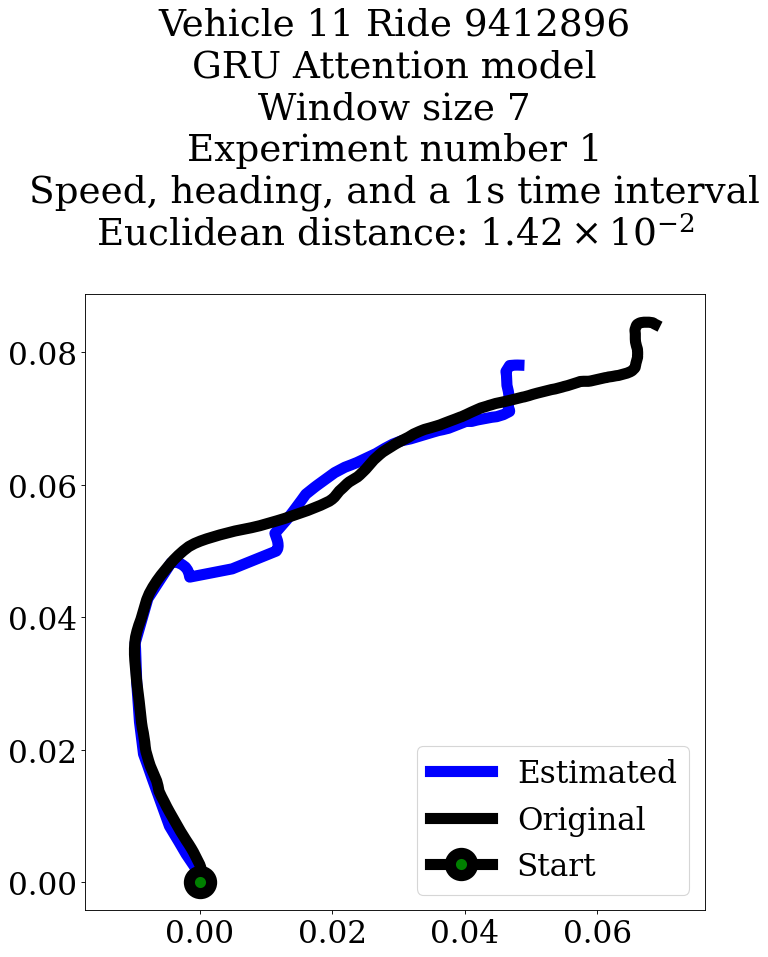 Vehicle 11 Ride 9412896
GRU Attention model
Window size 7
Experiment number 1
Speed, heading, and a 1s time interval
Euclidean distance: 1.42 × 10⁻²
0.08
0.06
0.04
0.02
0.00
Estimated
Original
Start
0.00 0.02 0.04 0.06